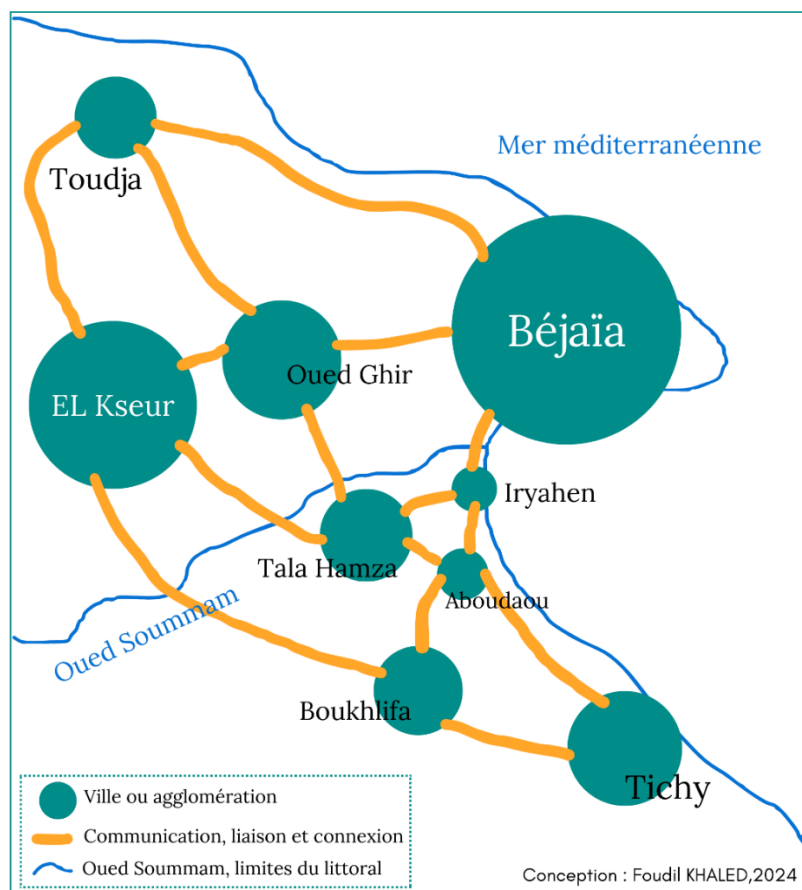 Mer méditerranéenne
Toudja
Béjaïa
Oued Ghir
EL Kseur
Iryahen
Tala Hamza
Aboudaou
Oued Soummam
Boukhlifa
Tichy
Ville ou agglomération
Communication, liaison et connexion
Oued Soummam, limites du littoral
Conception : Foudil KHALED,2024